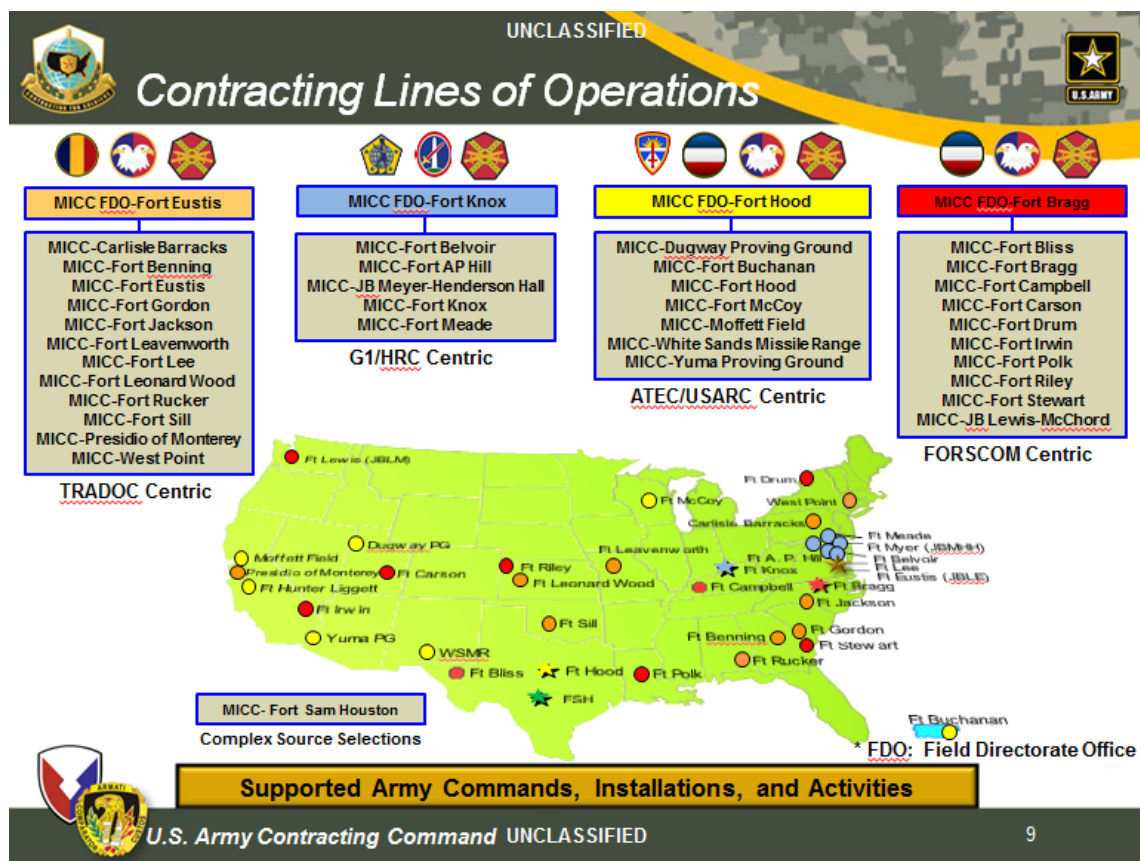 UNCLASSIFIED
Contracting Lines of Operations
U.S.ARMY
MICC FDO-Fort Eustis
MICC-Carlisle Barracks
MICC-Fort Benning
MICC-Fort Eustis
MICC-Fort Gordon
MICC-Fort Jackson
MICC-Fort Leavenworth
MICC-Fort Lee
MICC-Fort Leonard Wood
MICC-Fort Rucker
MICC-Fort Sill
MICC-Presidio of Monterey
MICC-West Point
TRADOC Centric
MICC FDO-Fort Knox
MICC-Fort Belvoir
MICC-Fort AP Hill
MICC-JB Meyer-Henderson Hall
MICC-Fort Knox
MICC-Fort Meade
G1/HRC Centric
MICC FDO-Fort Hood
MICC-Dugway Proving Ground
MICC-Fort Buchanan
MICC-Fort Hood
MICC-Fort McCoy
MICC-Moffett Field
MICC-White Sands Missile Range
MICC-Yuma Proving Ground
ATEC/USARC Centric
MICC FDO-Fort Bragg
MICC-Fort Bliss
MICC-Fort Bragg
MICC-Fort Campbell
MICC-Fort Carson
MICC-Fort Drum
MICC-Fort Irwin
MICC-Fort Polk
MICC-Fort Riley
MICC-Fort Stewart
MICC-JB Lewis-McChord
FORSCOM Centric
Ft Lewis (JBLM)
Ft Drum
Ft McCoy
West Point
Carlisle Barracks
Ft Meade
Ft Myer (JBMHH)
Ft Belvoir
Ft Lee
Ft Eustis (JBLE)
Ft A.P. Hill
Ft Knox
Dugway PG
Moffett Field
Presidio of Monterey
Ft Hunter Liggett
Ft Carson
Ft Riley
Ft Leavenworth
Ft Leonard Wood
Ft Campbell
Ft Bragg
Ft Jackson
Ft Irwin
Ft Sill
Ft Benning
Ft Gordon
Ft Stewart
Yuma PG
WSMR
Ft Rucker
Ft Bliss
Ft Hood
Ft Polk
FSH
MICC- Fort Sam Houston
Complex Source Selections
Ft Buchanan
* FDO: Field Directorate Office
Supported Army Commands, Installations, and Activities
U.S. Army Contracting Command UNCLASSIFIED
9